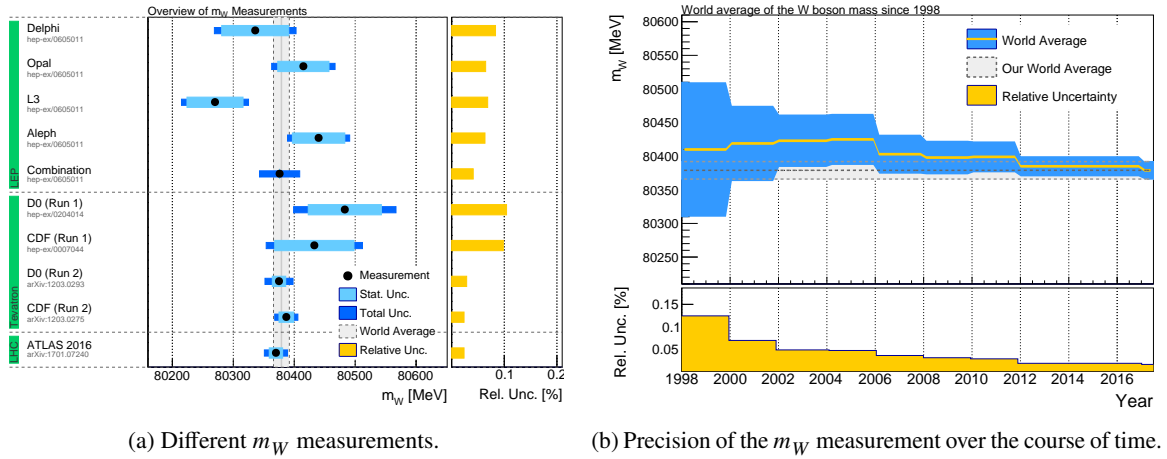 Overview of m_W Measurements
LEP
Delphi
hep-ex/0605011
Opal
hep-ex/0605011
L3
hep-ex/0605011
Aleph
hep-ex/0605011
Combination
hep-ex/0605011
Tevatron
D0 (Run 1)
hep-ex/0204014
CDF (Run 1)
hep-ex/0007044
D0 (Run 2)
arXiv:1203.0293
CDF (Run 2)
arXiv:1203.0275
LHC
ATLAS 2016
arXiv:1701.07240
Measurement
Stat. Unc.
Total Unc.
World Average
Relative Unc.
80200 80300 80400 80500 80600
0.1 0.2
m_W [MeV] Rel. Unc. [%]
(a) Different m_W measurements.
World average of the W boson mass since 1998
m_W [MeV]
80600
80550
80500
80450
80400
80350
80300
80250
World Average
Our World Average
Relative Uncertainty
Rel. Unc. [%]
0.15
0.1
0.05
1998 2000 2002 2004 2006 2008 2010 2012 2014 2016
Year
(b) Precision of the m_W measurement over the course of time.